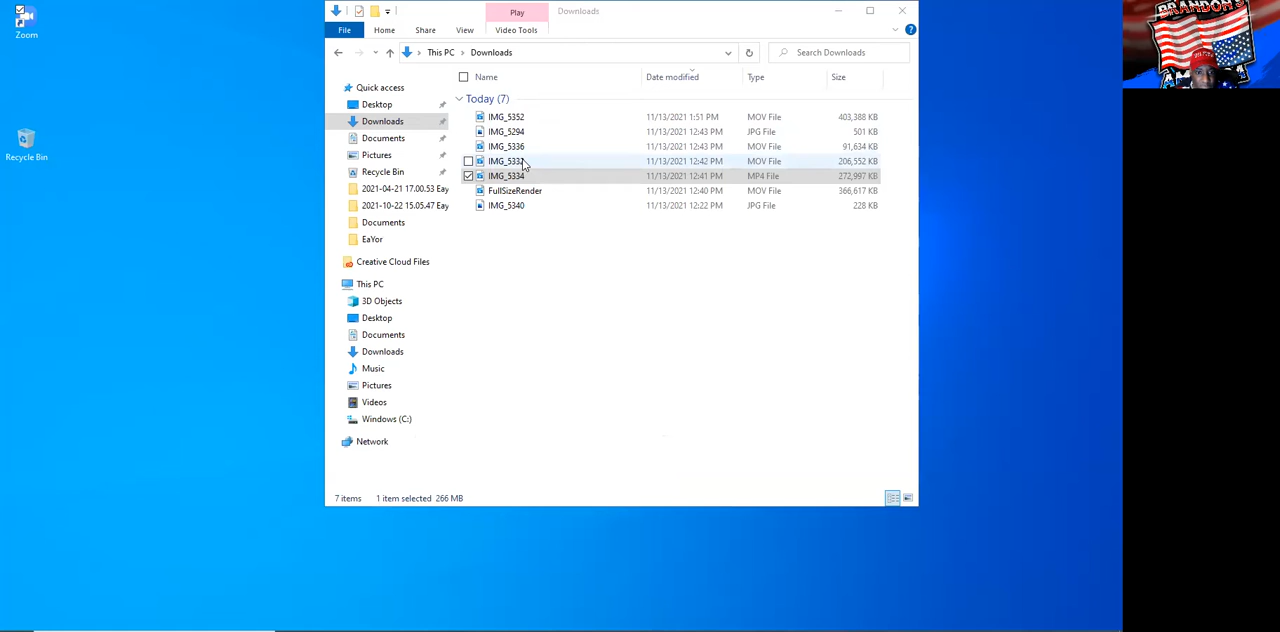 Play Downloads
File Home Share View Video Tools
This PC Downloads Search Downloads
Name Date modified Type Size
Quick access
Desktop
Downloads
Documents
Pictures
Recycle Bin
2021-04-21 17.00.53 Eay
2021-10-22 15.05.47 Eay
Documents
EaYor
Creative Cloud Files
This PC
3D Objects
Desktop
Documents
Downloads
Music
Pictures
Videos
Windows (C:)
Network
Today (7)
IMG_5352 11/13/2021 1:51 PM MOV File 403,388 KB
IMG_5294 11/13/2021 12:43 PM JPG File 501 KB
IMG_5336 11/13/2021 12:43 PM MOV File 91,634 KB
11/13/2021 12:42 PM MOV File 206,552 KB
IMG_5334 11/13/2021 12:41 PM MP4 File 272,997 KB
FullSizeRender 11/13/2021 12:40 PM MOV File 366,617 KB
IMG_5340 11/13/2021 12:22 PM JPG File 228 KB
7 items 1 item selected 266 MB
Zoom
Recycle Bin
BRANDON'S